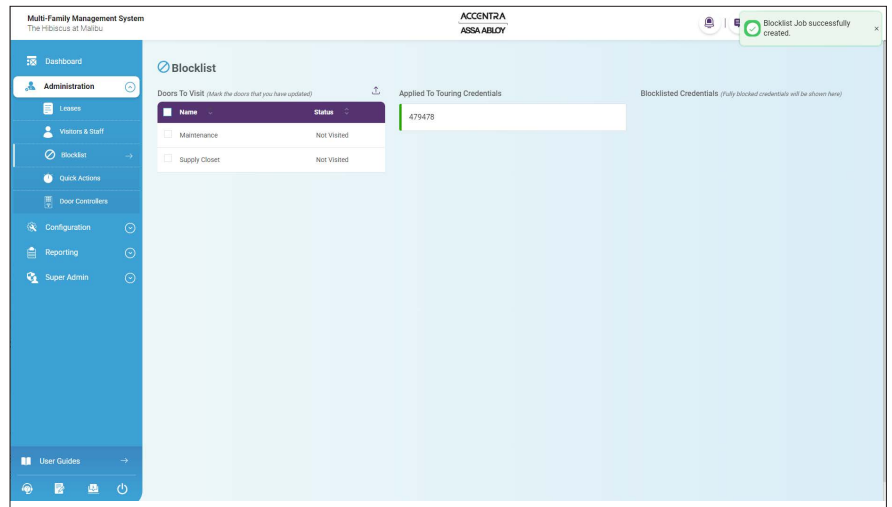 Multi-Family Management System
The Hibiscus at Malibu
ACCENTRA
ASSA ABLOY
Blocklist Job successfully
created.
Dashboard
Administration
Leases
Visitors & Staff
Blocklist
Quick Actions
Door Controllers
Configuration
Reporting
Super Admin
User Guides
Blocklist
Doors To Visit (Mark the doors that you have updated)
Name Status
Maintenance Not Visited
Supply Closet Not Visited
Applied To Touring Credentials
479478
Blocklisted Credentials (Fully blocked credentials will be shown here)